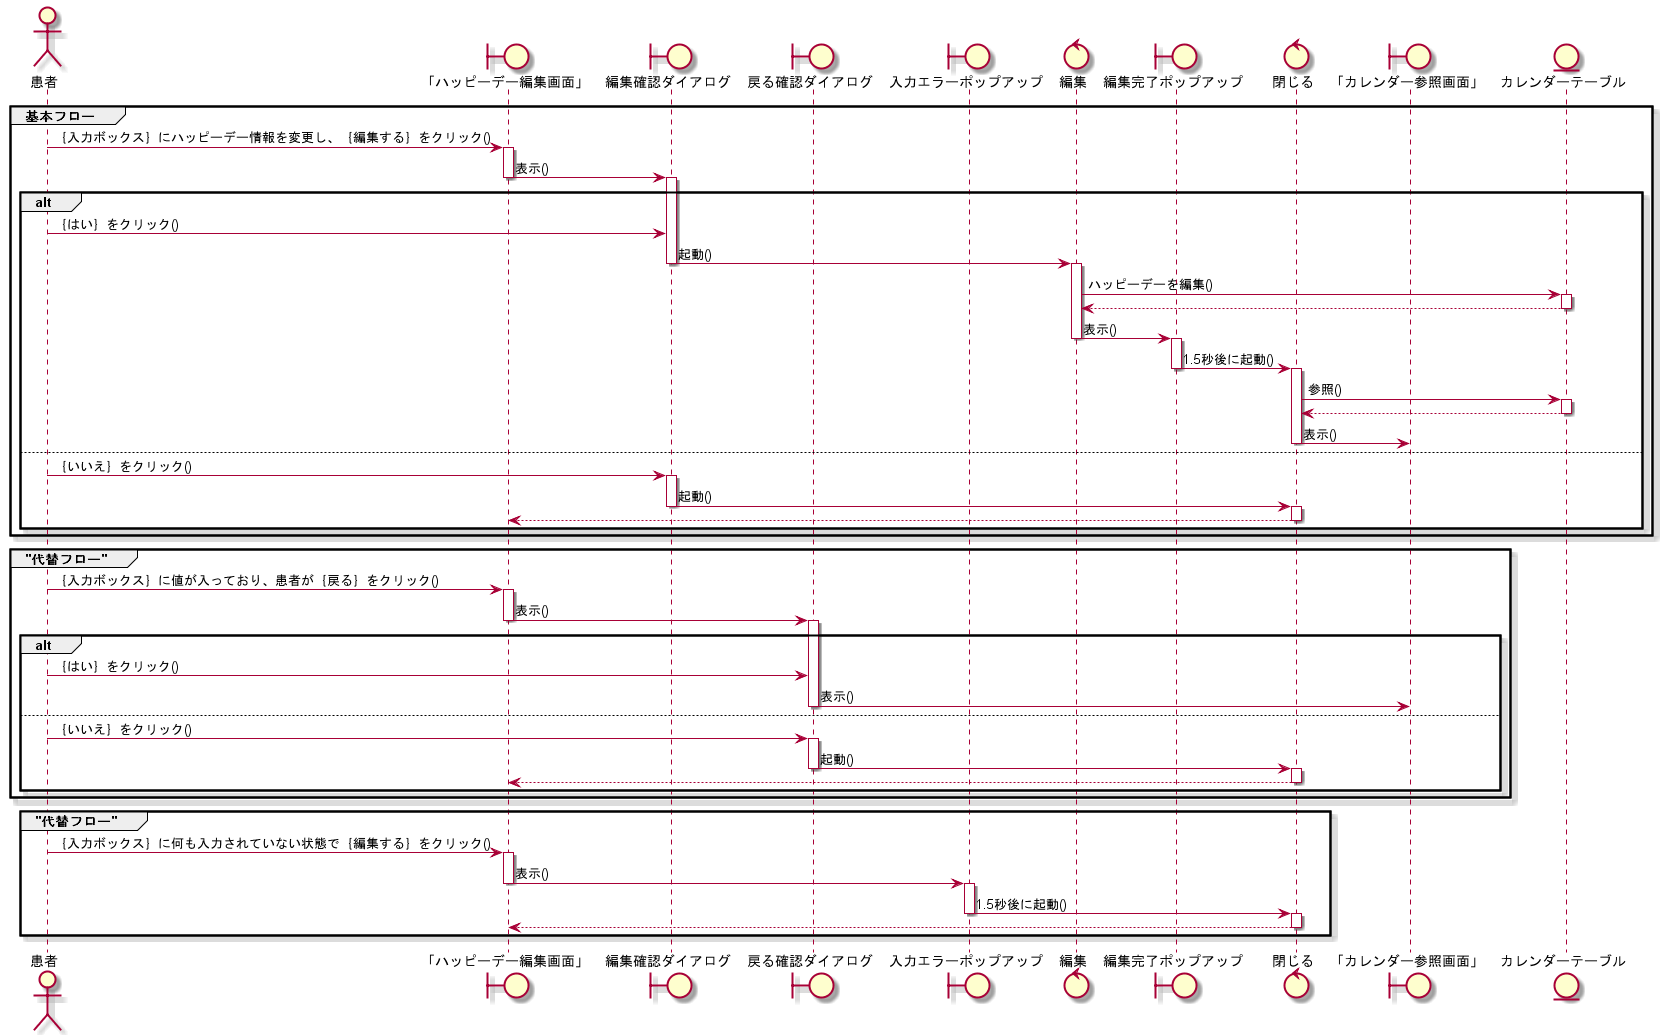 患者
「ハッピーデー編集画面」
編集確認ダイアログ
戻る確認ダイアログ
入力エラーポップアップ
編集
編集完了ポップアップ
閉じる
「カレンダー参照画面」
カレンダーテーブル
基本フロー
{入力ボックス} にハッピーデー情報を変更し、{編集する} をクリック()
表示()
alt
{はい} をクリック()
起動()
ハッピーデーを編集()
表示()
1.5秒後に起動()
参照()
表示()
{いいえ} をクリック()
起動()
"代替フロー"
{入力ボックス} に値が入っており、患者が {戻る} をクリック()
表示()
alt
{はい} をクリック()
表示()
{いいえ} をクリック()
起動()
"代替フロー"
{入力ボックス} に何も入力されていない状態で {編集する} をクリック()
表示()
1.5秒後に起動()
患者
「ハッピーデー編集画面」
編集確認ダイアログ
戻る確認ダイアログ
入力エラーポップアップ
編集
編集完了ポップアップ
閉じる
「カレンダー参照画面」
カレンダーテーブル